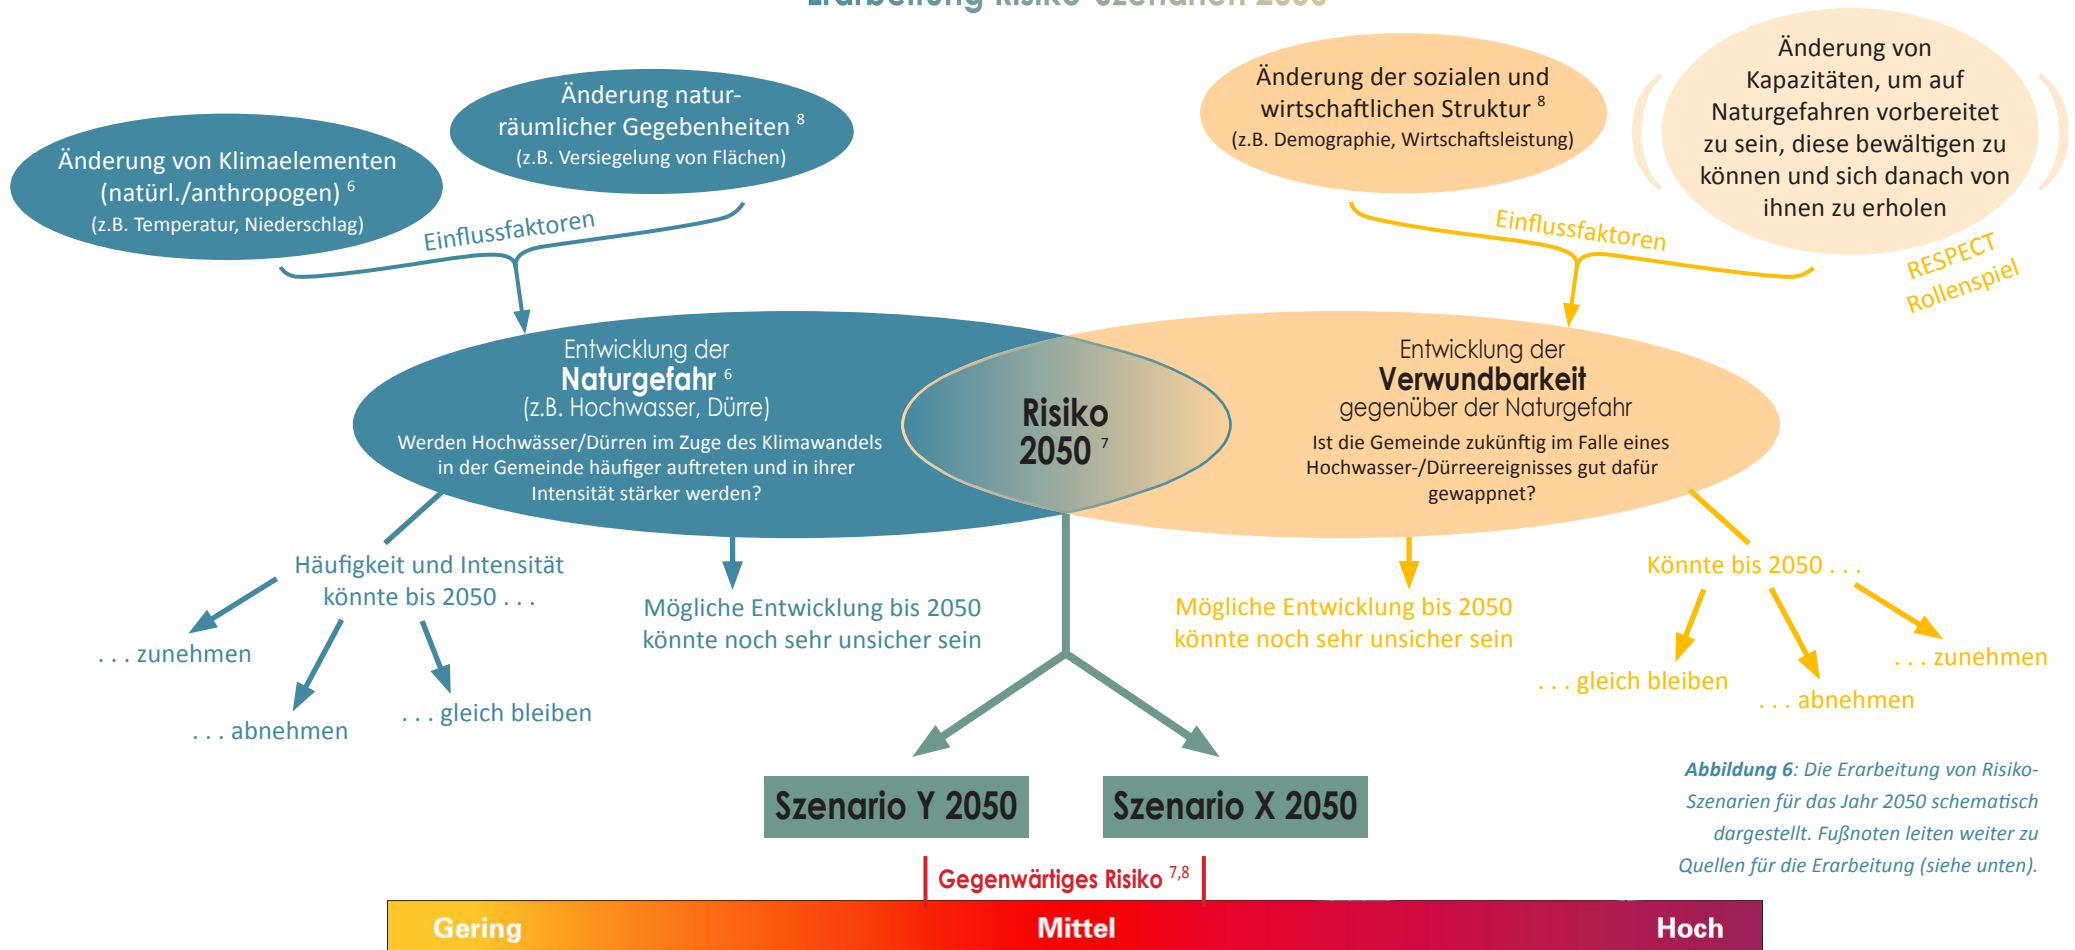 Erarbeitung Risiko-Szenarien 2050
Änderung von Klimaelementen
(natürl./anthropogen) 6
(z.B. Temperatur, Niederschlag)
Änderung natur-
räumlicher Gegebenheiten 8
(z.B. Versiegelung von Flächen)
Einflussfaktoren
Änderung der sozialen und
wirtschaftlichen Struktur 8
(z.B. Demographie, Wirtschaftsleistung)
Änderung von
Kapazitäten, um auf
Naturgefahren vorbereitet
zu sein, diese bewältigen zu
können und sich danach von
ihnen zu erholen
Einflussfaktoren
RESPECT
Rollenspiel
Entwicklung der
Naturgefahr 6
(z.B. Hochwasser, Dürre)
Werden Hochwässer/Dürren im Zuge des Klimawandels
in der Gemeinde häufiger auftreten und in ihrer
Intensität stärker werden?
Risiko
2050 7
Entwicklung der
Verwundbarkeit
gegenüber der Naturgefahr
Ist die Gemeinde zukünftig im Falle eines
Hochwasser-/Dürreereignisses gut dafür
gewappnet?
Häufigkeit und Intensität
könnte bis 2050 . . .
. . . zunehmen
. . . abnehmen
. . . gleich bleiben
Mögliche Entwicklung bis 2050
könnte noch sehr unsicher sein
Mögliche Entwicklung bis 2050
könnte noch sehr unsicher sein
Könnte bis 2050 . . .
. . . gleich bleiben
. . . abnehmen
. . . zunehmen
Szenario Y 2050
Szenario X 2050
Abbildung 6: Die Erarbeitung von Risiko-
Szenarien für das Jahr 2050 schematisch
dargestellt. Fußnoten leiten weiter zu
Quellen für die Erarbeitung (siehe unten).
Gegenwärtiges Risiko 7,8
Gering
Mittel
Hoch